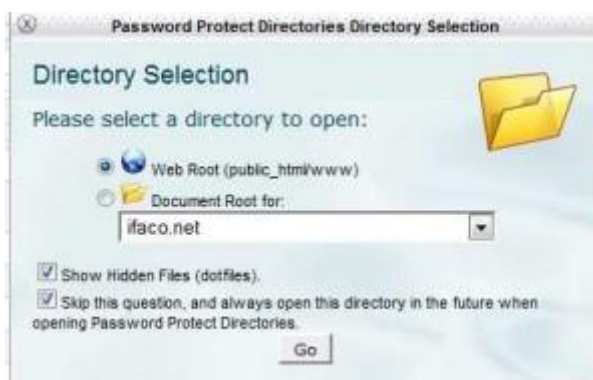 Password Protect Directories Directory Selection
Directory Selection
Please select a directory to open:
Web Root (public_html/www)
Document Root for:
ifaco.net
Show Hidden Files (dotfiles).
Skip this question, and always open this directory in the future when
opening Password Protect Directories.
Go